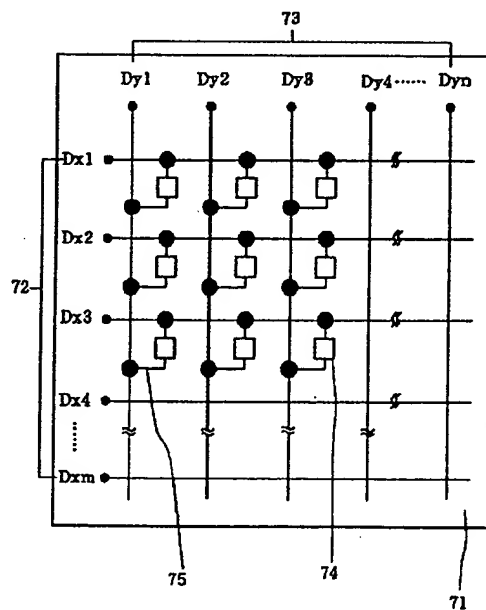 73
Dy1 Dy2 Dy8 Dy4 ...... Dyn
Dx1
Dx2
72
Dx3
Dx4
......
Dxm
75
74
71